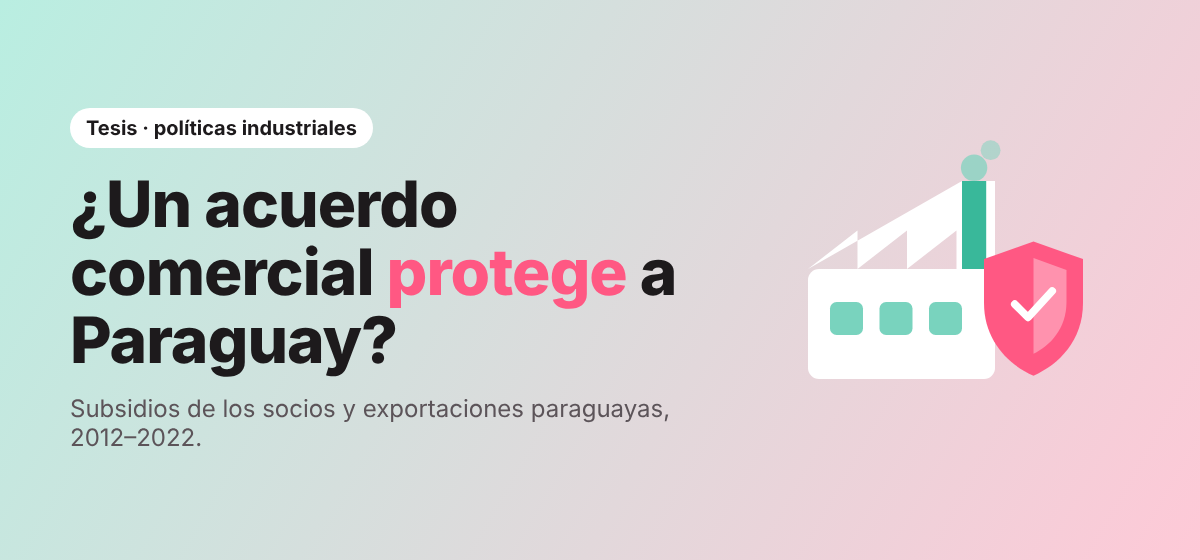 Tesis · políticas industriales
¿Un acuerdo
comercial protege a
Paraguay?
Subsidios de los socios y exportaciones paraguayas,
2012–2022.